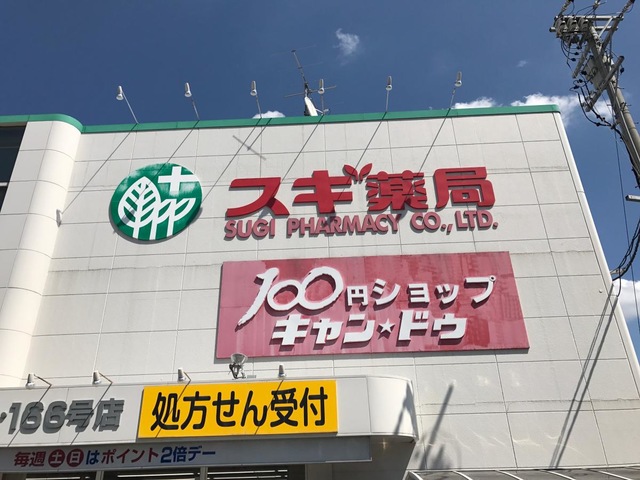 スギ薬局
SUGI PHARMACY CO., LTD.
100円ショップ
キャン★ドゥ
・166号店
処方せん受付
毎週土日はポイント2倍デー